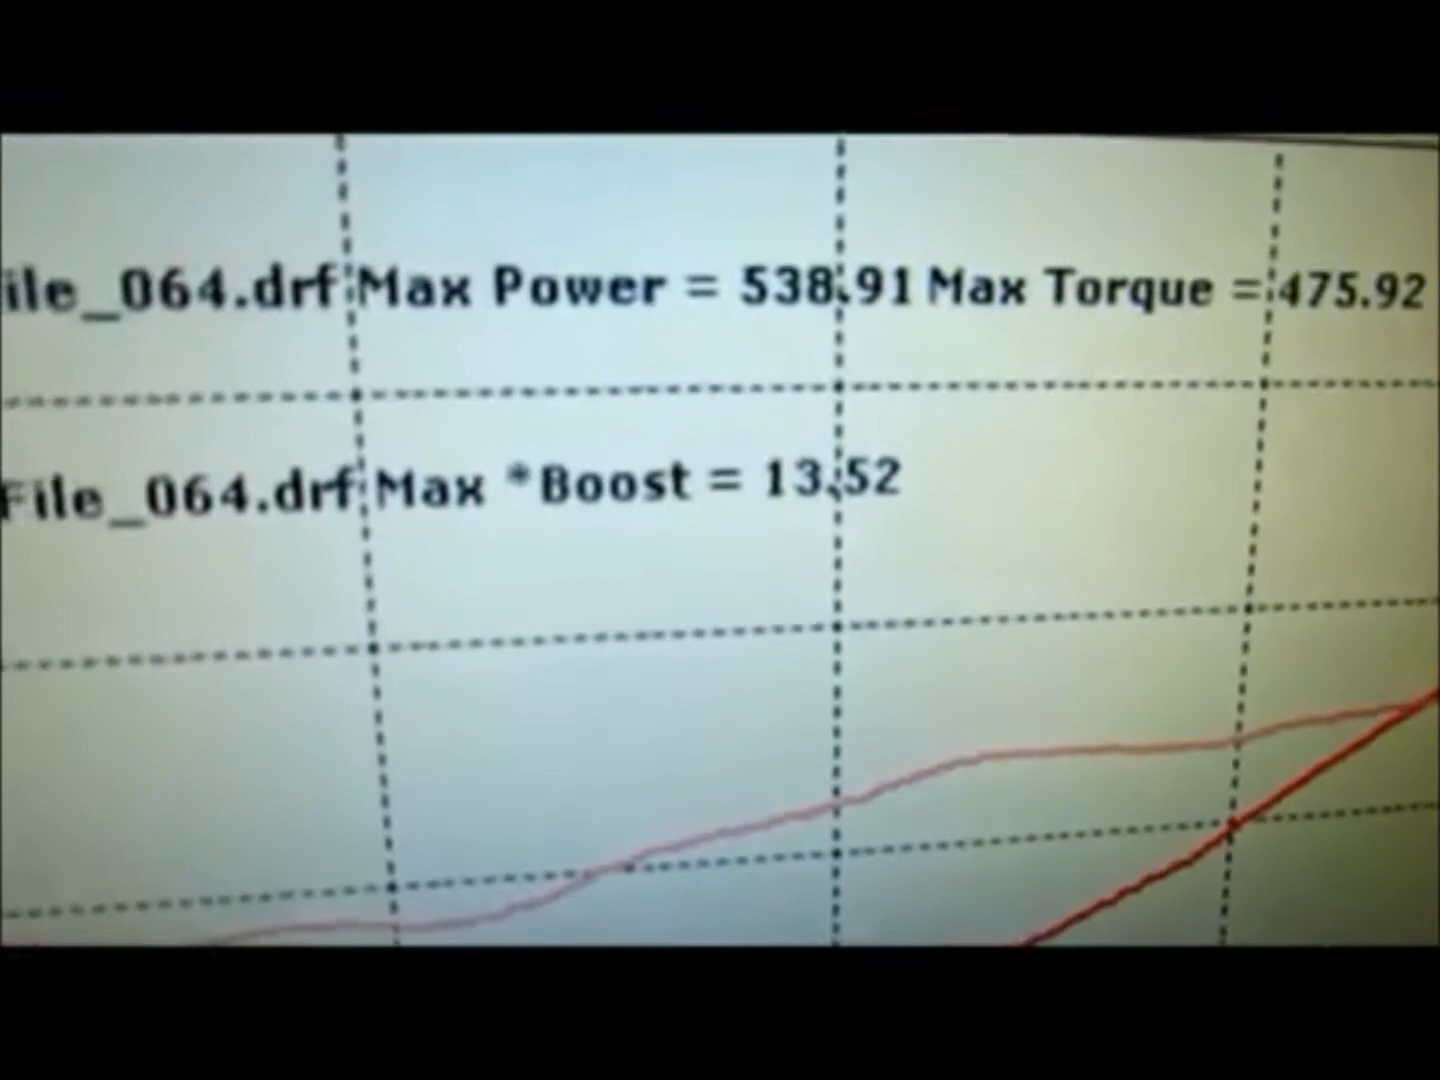 ile_064.drf Max Power = 538.91 Max Torque = 475.92
File_064.drf Max *Boost = 13.52